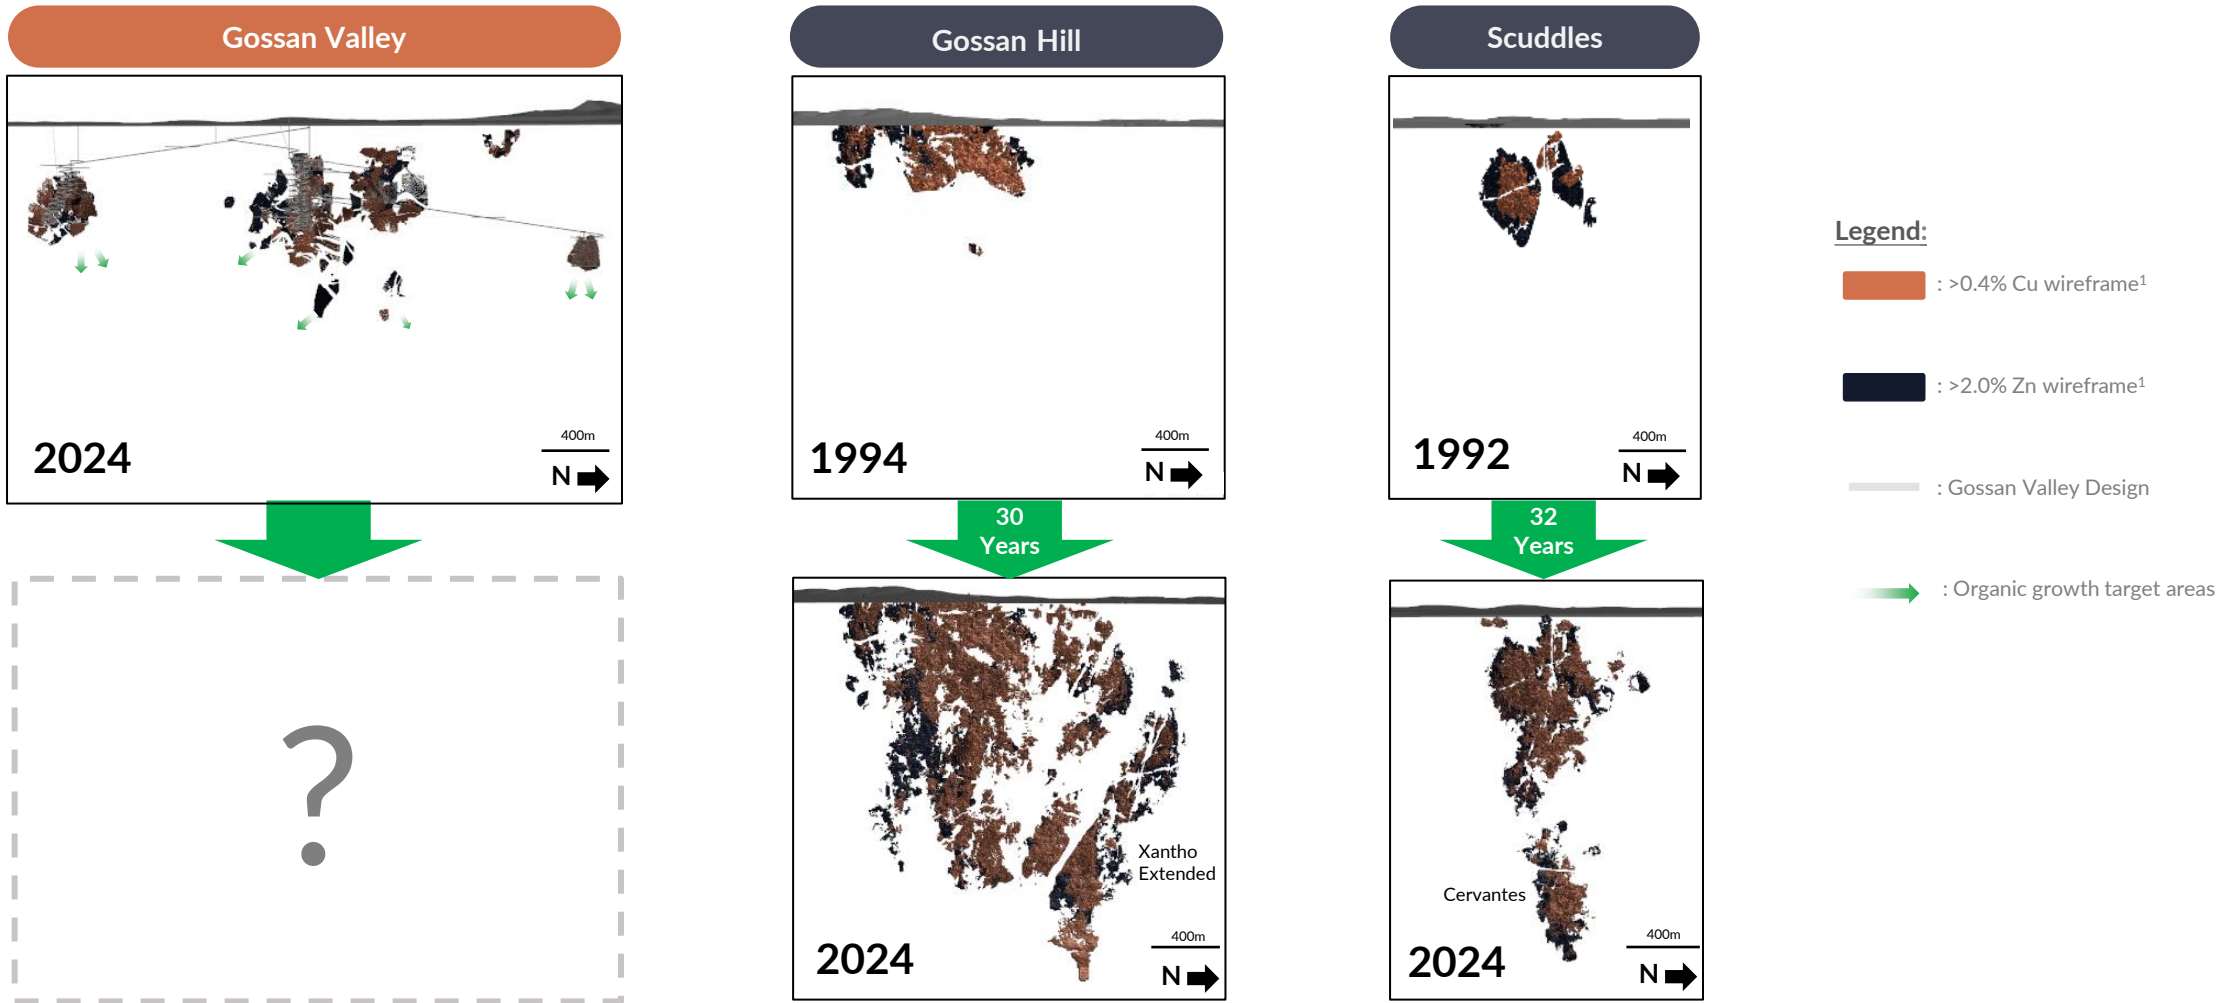 Gossan Valley
Gossan Hill
Scuddles
2024
400m
N
1994
400m
N
1992
400m
N
30
Years
32
Years
?
Xantho
Extended
2024
400m
N
Cervantes
2024
400m
N
Legend:
: >0.4% Cu wireframe¹
: >2.0% Zn wireframe¹
: Gossan Valley Design
: Organic growth target areas